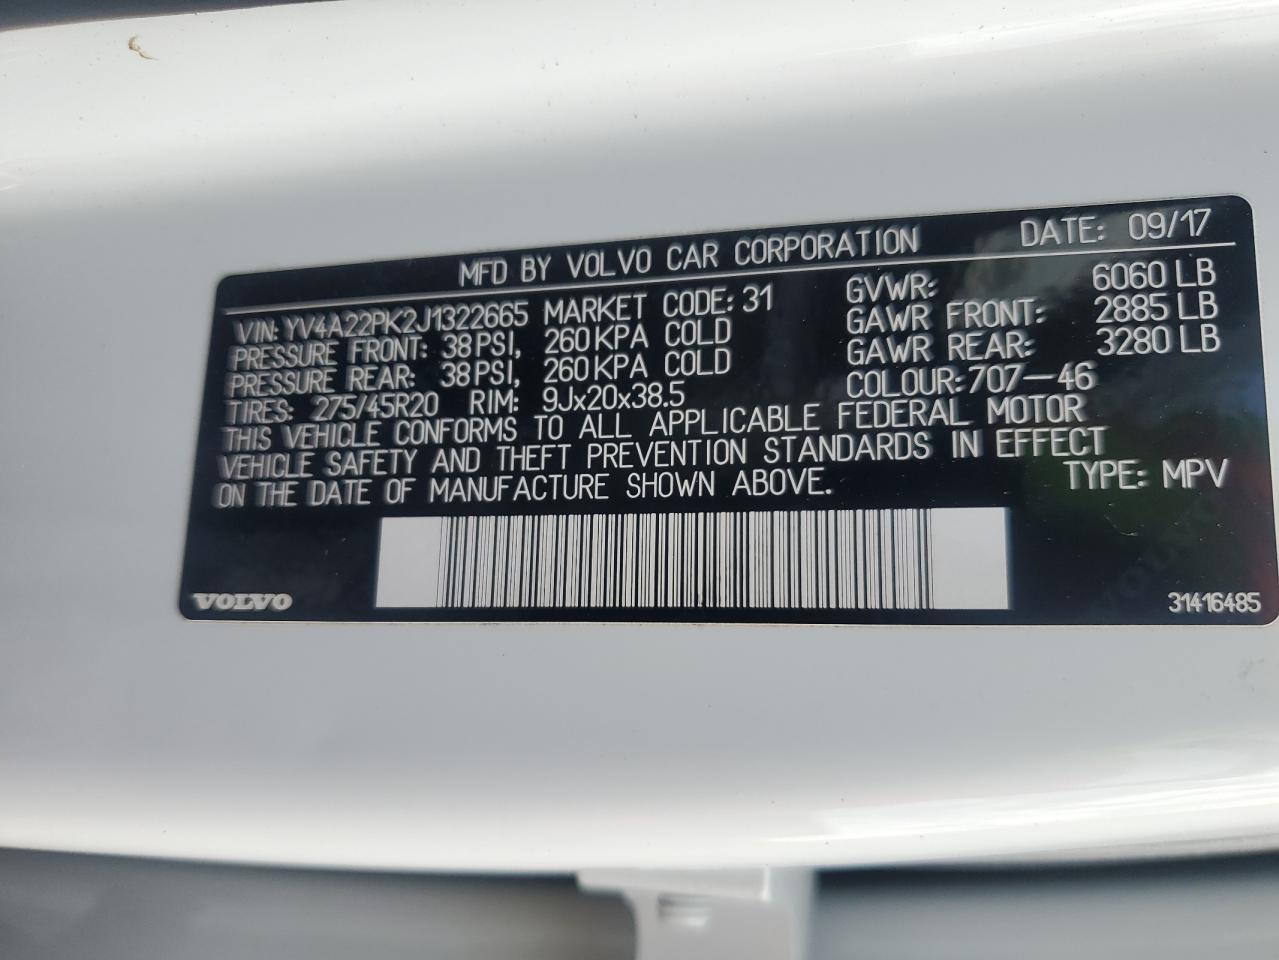 MFD BY VOLVO CAR CORPORATION DATE: 09/17
VIN: YV4A22PK2J1322665 MARKET CODE: 31 GVWR: 6060 LB
PRESSURE FRONT: 38 PSI, 260 KPA COLD GAWR FRONT: 2885 LB
PRESSURE REAR: 38 PSI, 260 KPA COLD GAWR REAR: 3280 LB
TIRES: 275/45R20 RIM: 9Jx20x38.5 COLOUR: 707-46
THIS VEHICLE CONFORMS TO ALL APPLICABLE FEDERAL MOTOR
VEHICLE SAFETY AND THEFT PREVENTION STANDARDS IN EFFECT
ON THE DATE OF MANUFACTURE SHOWN ABOVE. TYPE: MPV
VOLVO 31416485